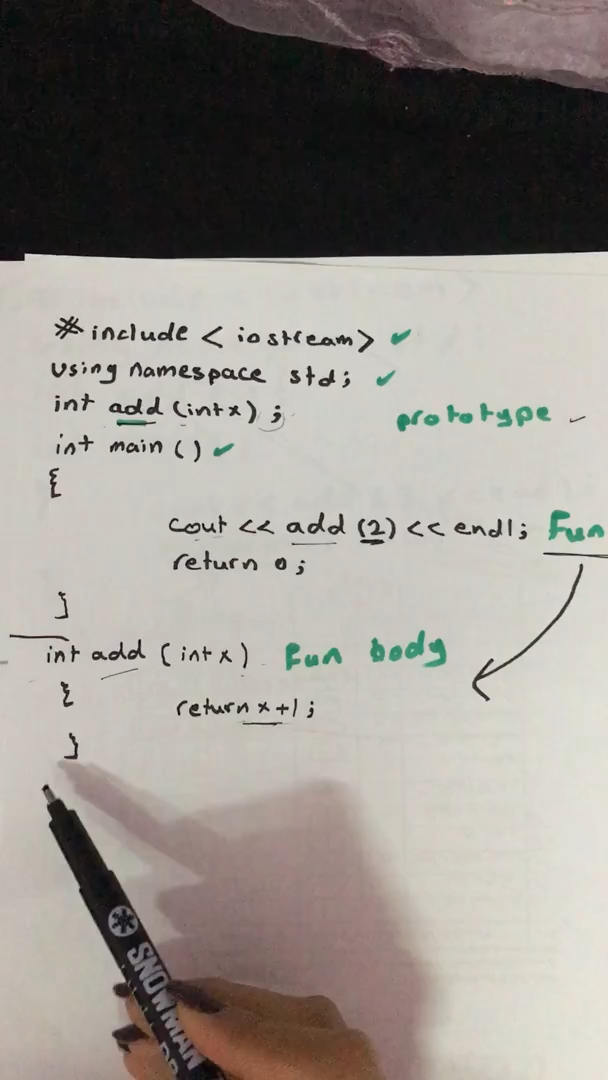 #include <iostream>
using namespace std;
int add (int x);
prototype
int main ()
{
cout << add (2) << endl; Fun
return 0;
}
int add (int x) Fun body
{
return x+1;
}
SNOWMAN